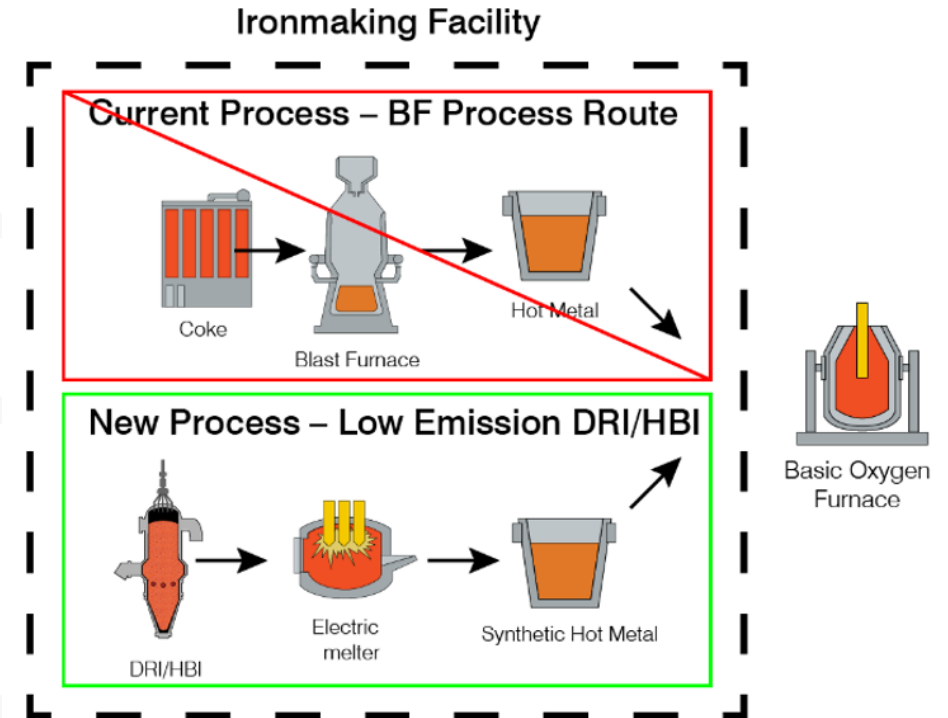 Ironmaking Facility
Current Process – BF Process Route
Coke
Blast Furnace
Hot Metal
New Process – Low Emission DRI/HBI
DRI/HBI
Electric
melter
Synthetic Hot Metal
Basic Oxygen
Furnace